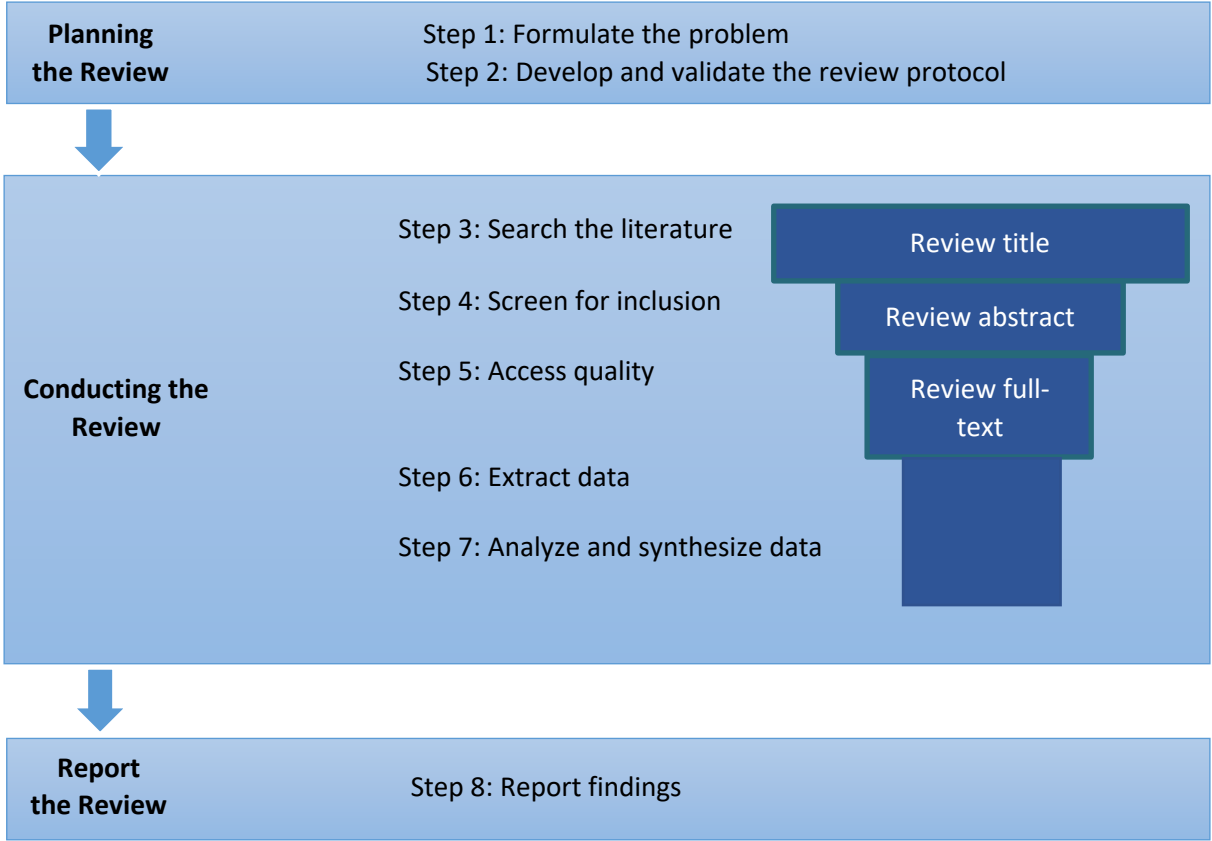 Planning
the Review
Step 1: Formulate the problem
Step 2: Develop and validate the review protocol
Conducting the
Review
Step 3: Search the literature
Step 4: Screen for inclusion
Step 5: Access quality
Step 6: Extract data
Step 7: Analyze and synthesize data
Review title
Review abstract
Review full-
text
Report
the Review
Step 8: Report findings